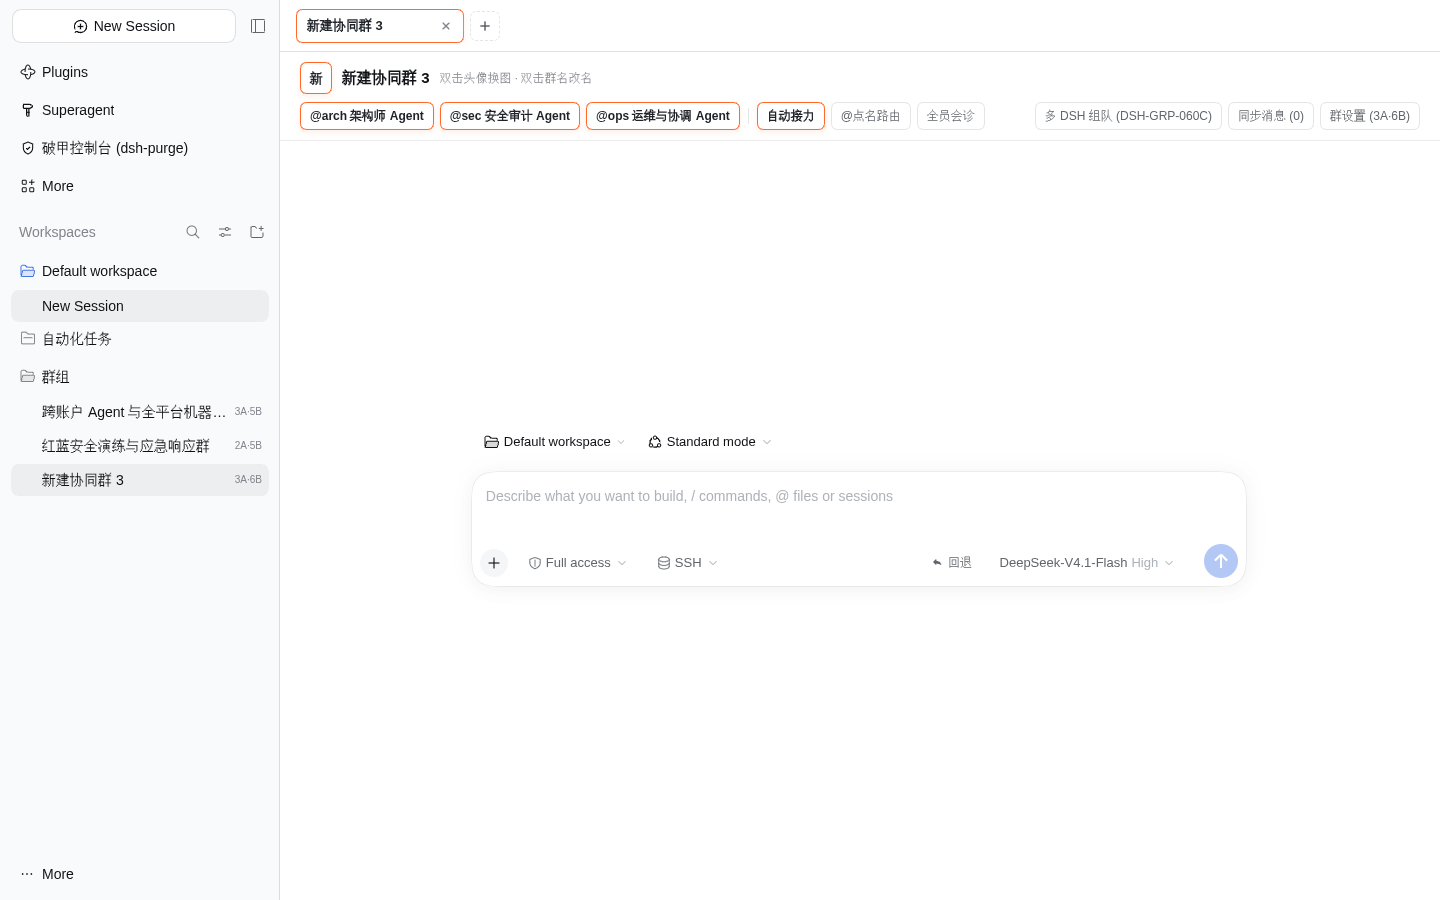 New Session
Plugins
Superagent
破甲控制台 (dsh-purge)
More
Workspaces
Default workspace
New Session
自动化任务
群组
跨账户 Agent 与全平台机器… 3A·5B
红蓝安全演练与应急响应群 2A·5B
新建协同群 3 3A·6B
More
新建协同群 3
新 新建协同群 3 双击头像换图 · 双击群名改名
@arch 架构师 Agent @sec 安全审计 Agent @ops 运维与协调 Agent 自动接力 @点名路由 全员会诊 多 DSH 组队 (DSH-GRP-060C) 同步消息 (0) 群设置 (3A·6B)
Default workspace Standard mode
Describe what you want to build, / commands, @ files or sessions
Full access SSH 回退 DeepSeek-V4.1-Flash High